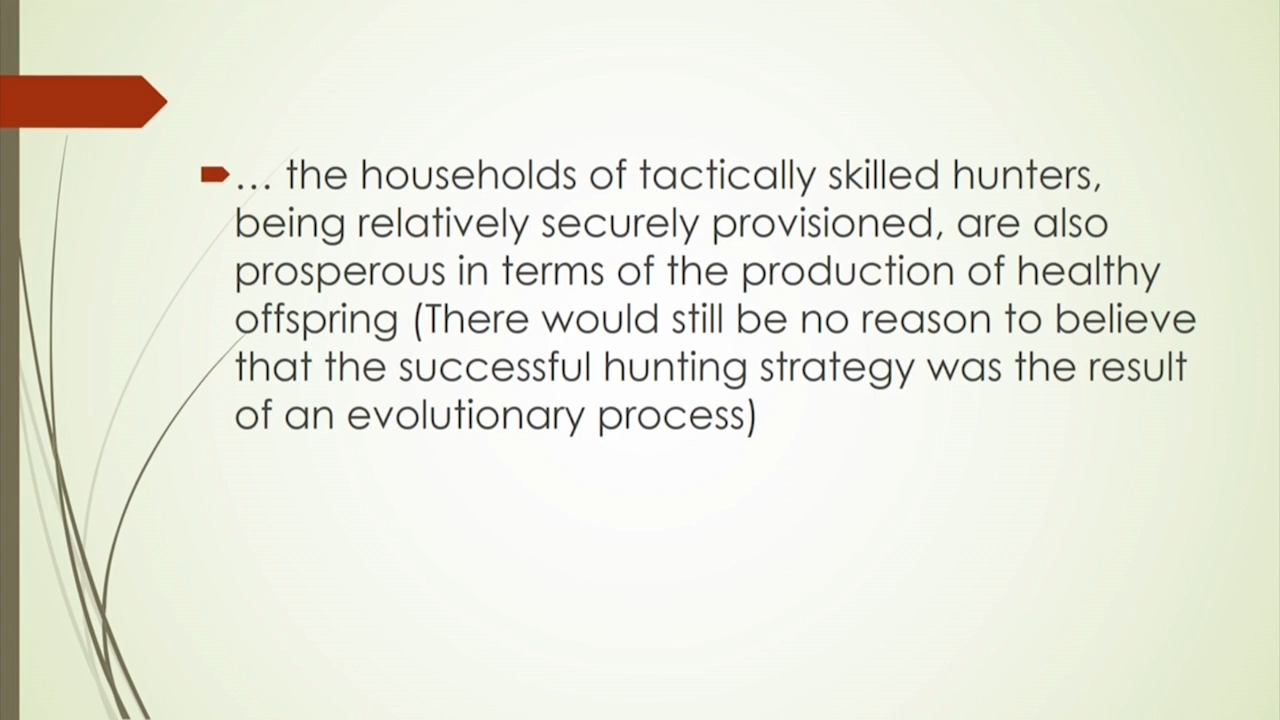 … the households of tactically skilled hunters,
being relatively securely provisioned, are also
prosperous in terms of the production of healthy
offspring (There would still be no reason to believe
that the successful hunting strategy was the result
of an evolutionary process)